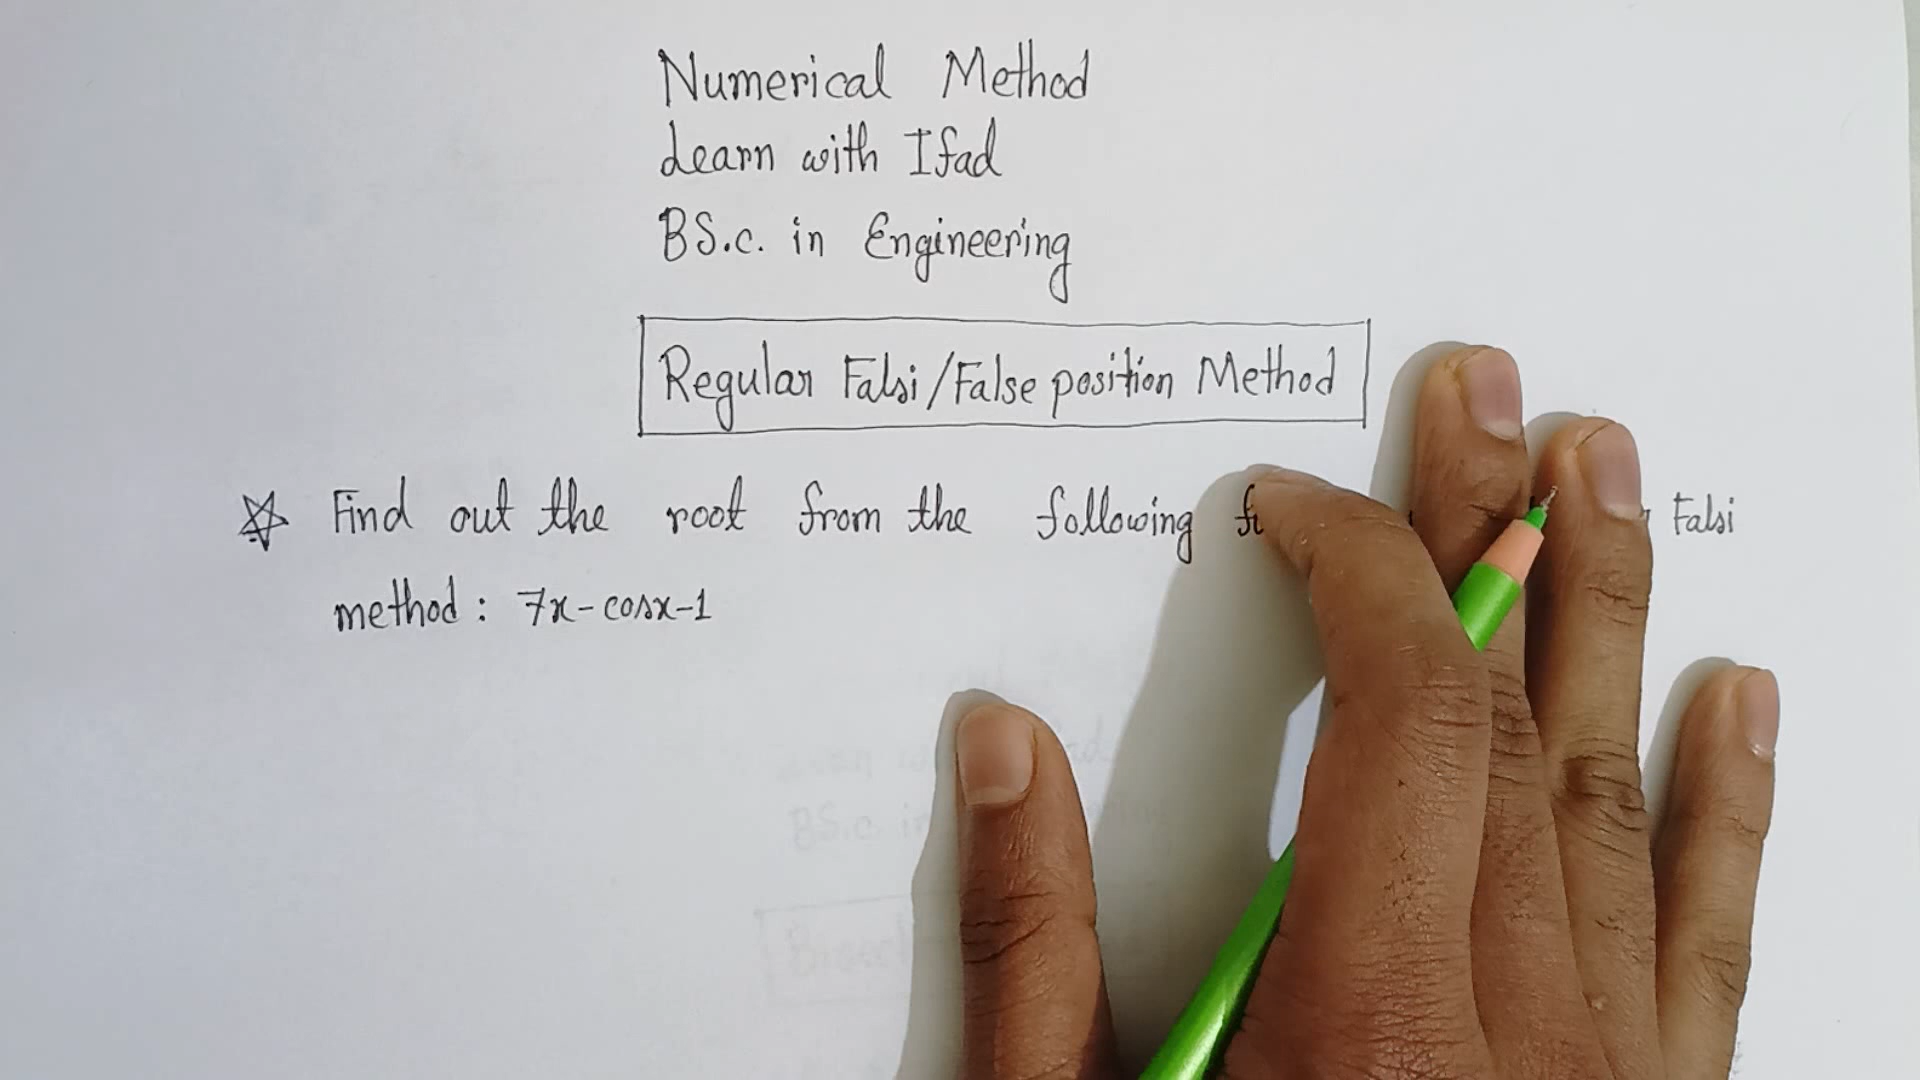 Numerical Method
Learn with Ifad
BS.c. in Engineering
Regular Falsi/False position Method
Find out the root from the following Falsi
method: 7x-cosx-1